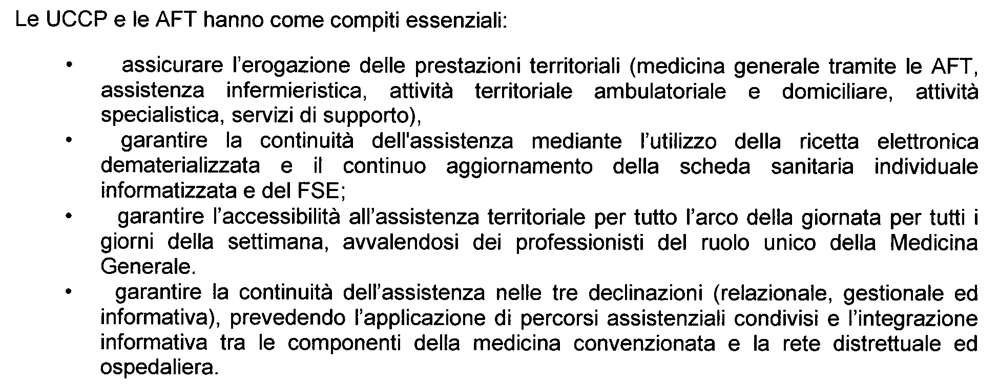 Le UCCP e le AFT hanno come compiti essenziali:
• assicurare l'erogazione delle prestazioni territoriali (medicina generale tramite le AFT,
assistenza infermieristica, attività territoriale ambulatoriale e domiciliare, attività
specialistica, servizi di supporto),
• garantire la continuità dell'assistenza mediante l'utilizzo della ricetta elettronica
dematerializzata e il continuo aggiornamento della scheda sanitaria individuale
informatizzata e del FSE;
• garantire l'accessibilità all'assistenza territoriale per tutto l'arco della giornata per tutti i
giorni della settimana, avvalendosi dei professionisti del ruolo unico della Medicina
Generale.
• garantire la continuità dell'assistenza nelle tre declinazioni (relazionale, gestionale ed
informativa), prevedendo l'applicazione di percorsi assistenziali condivisi e l'integrazione
informativa tra le componenti della medicina convenzionata e la rete distrettuale ed
ospedaliera.